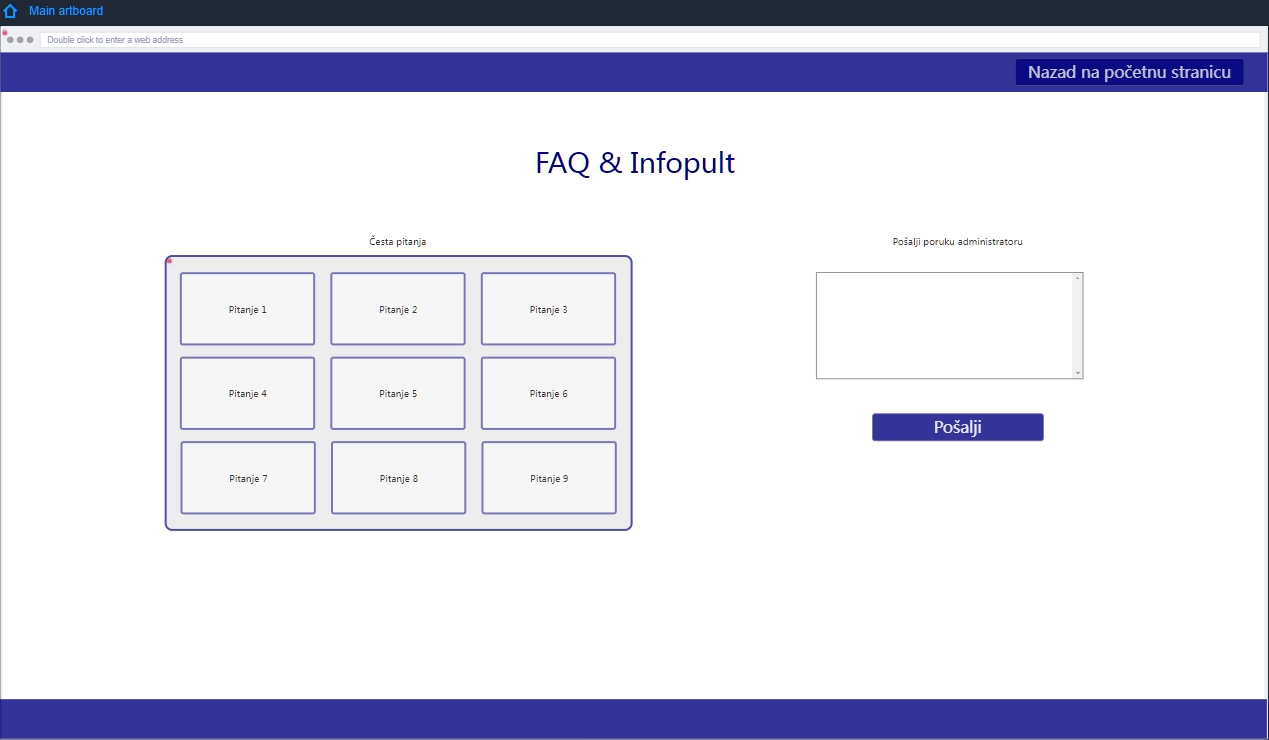 Main artboard
Double click to enter a web address
Nazad na početnu stranicu
FAQ & Infopult
Česta pitanja
Pitanje 1
Pitanje 2
Pitanje 3
Pitanje 4
Pitanje 5
Pitanje 6
Pitanje 7
Pitanje 8
Pitanje 9
Pošalji poruku administratoru
Pošalji